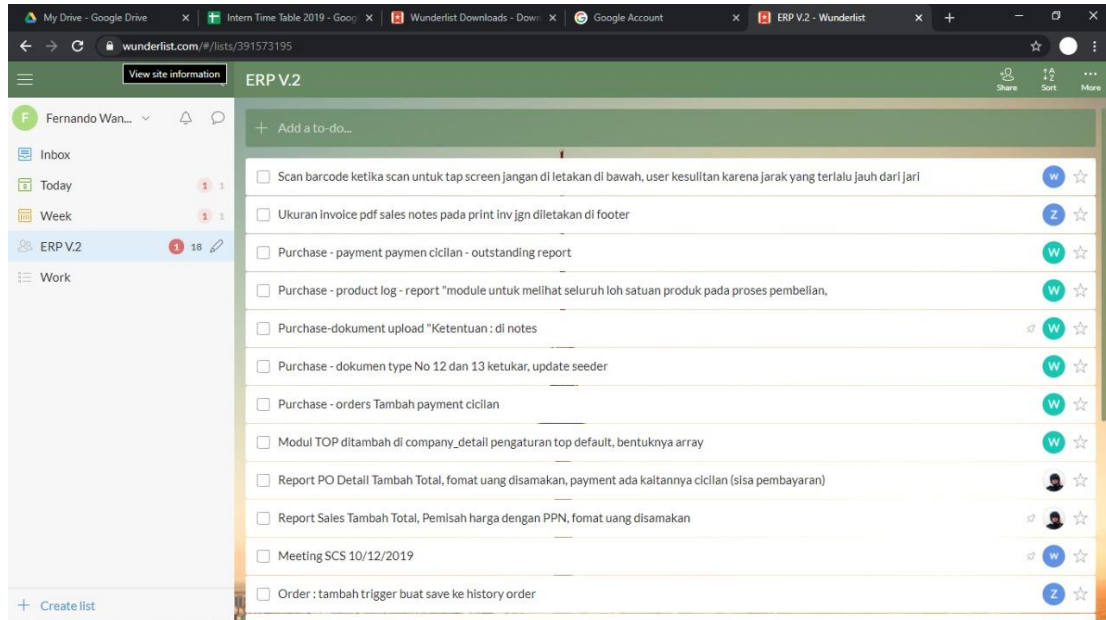 My Drive - Google Drive
Intern Time Table 2019 - Goog
Wunderlist Downloads - Down
Google Account
ERP V.2 - Wunderlist
wunderlist.com/#/lists/391573195
View site information
ERP V.2
Share
Sort
More
F
Fernando Wan...
Add a to-do...
Inbox
Today 1 1
Week 1 1
ERP V.2 1 18
Work
Scan barcode ketika scan untuk tap screen jangan di letakan di bawah, user kesulitan karena jarak yang terlalu jauh dari jari W
Ukuran invoice pdf sales notes pada print inv jgn diletakan di footer Z
Purchase - payment paymen cicilan - outstanding report W
Purchase - product log - report "module untuk melihat seluruh loh satuan produk pada proses pembelian, W
Purchase-dokument upload "Ketentuan : di notes W
Purchase - dokumen type No 12 dan 13 ketukar, update seeder W
Purchase - orders Tambah payment cicilan W
Modul TOP ditambah di company_detail pengaturan top default, bentuknya array W
Report PO Detail Tambah Total, fomat uang disamakan, payment ada kaitannya cicilan (sisa pembayaran)
Report Sales Tambah Total, Pemisah harga dengan PPN, fomat uang disamakan
Meeting SCS 10/12/2019 W
Order : tambah trigger buat save ke history order Z
+ Create list